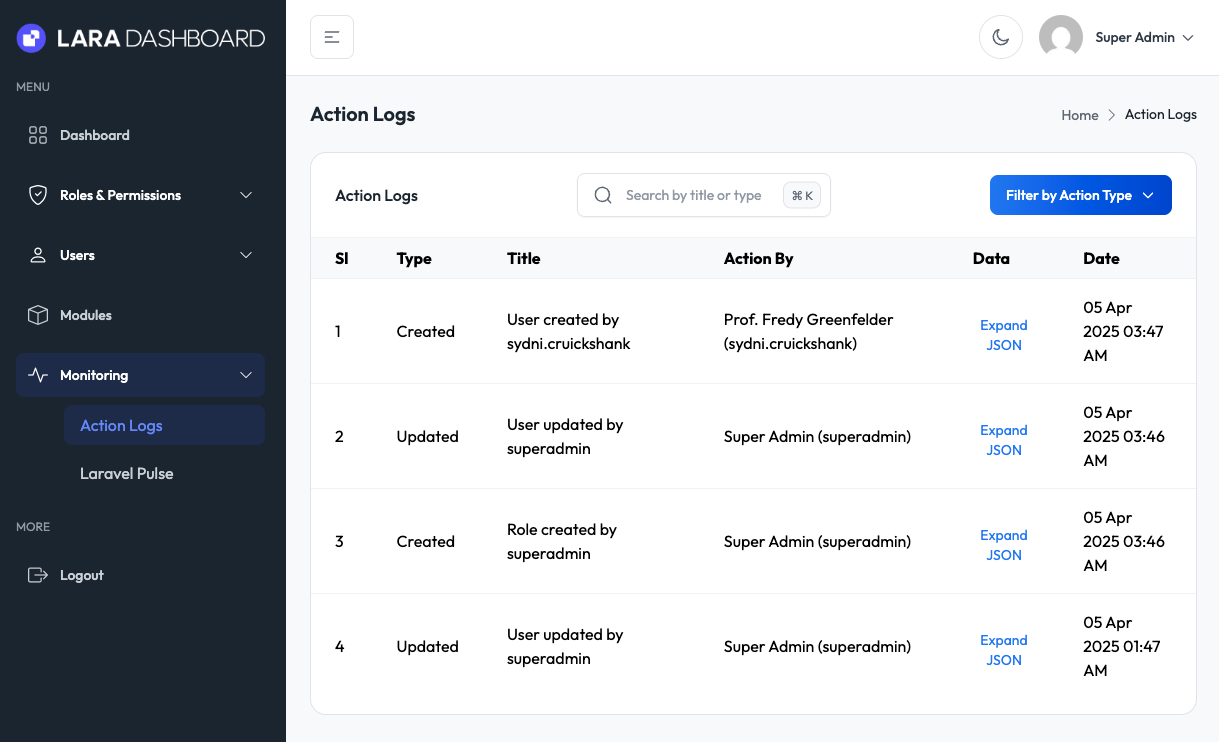 LARA DASHBOARD
MENU
Dashboard
Roles & Permissions
Users
Modules
Monitoring
Action Logs
Laravel Pulse
MORE
Logout
Super Admin
Action Logs
Home > Action Logs
Action Logs
Search by title or type
⌘ K
Filter by Action Type
Sl Type Title Action By Data Date
1 Created User created by sydni.cruickshank Prof. Fredy Greenfelder (sydni.cruickshank) Expand JSON 05 Apr 2025 03:47 AM
2 Updated User updated by superadmin Super Admin (superadmin) Expand JSON 05 Apr 2025 03:46 AM
3 Created Role created by superadmin Super Admin (superadmin) Expand JSON 05 Apr 2025 03:46 AM
4 Updated User updated by superadmin Super Admin (superadmin) Expand JSON 05 Apr 2025 01:47 AM